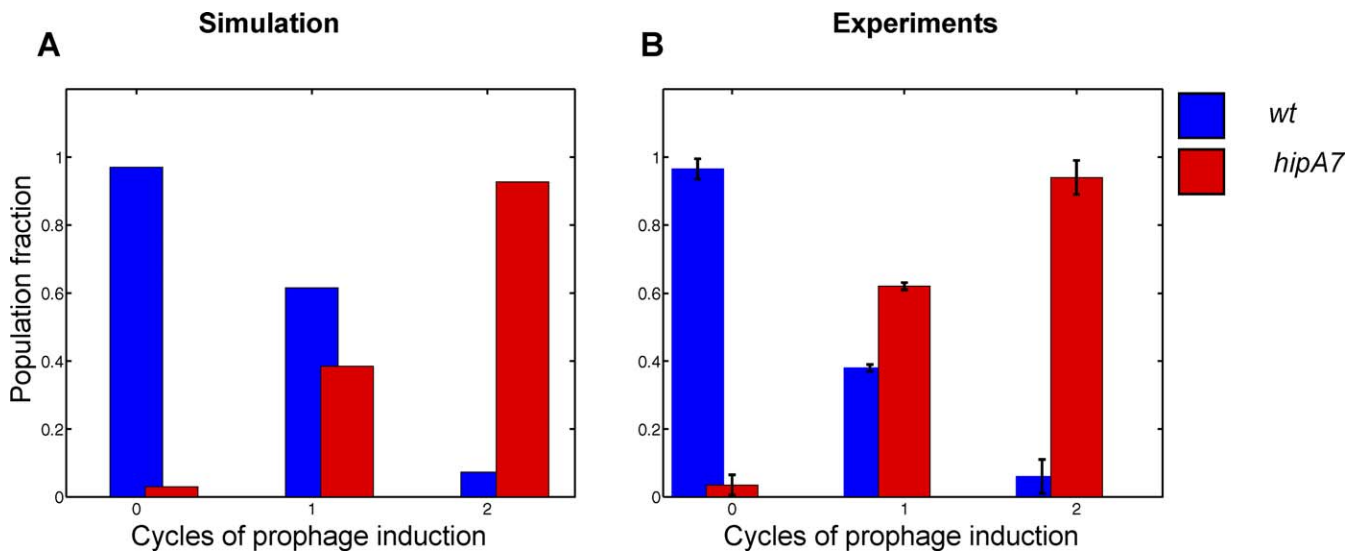 Simulation
Experiments
A
B
wt
hipA7
Population fraction
1
0.8
0.6
0.4
0.2
0
0
1
2
Cycles of prophage induction
1
0.8
0.6
0.4
0.2
0
0
1
2
Cycles of prophage induction